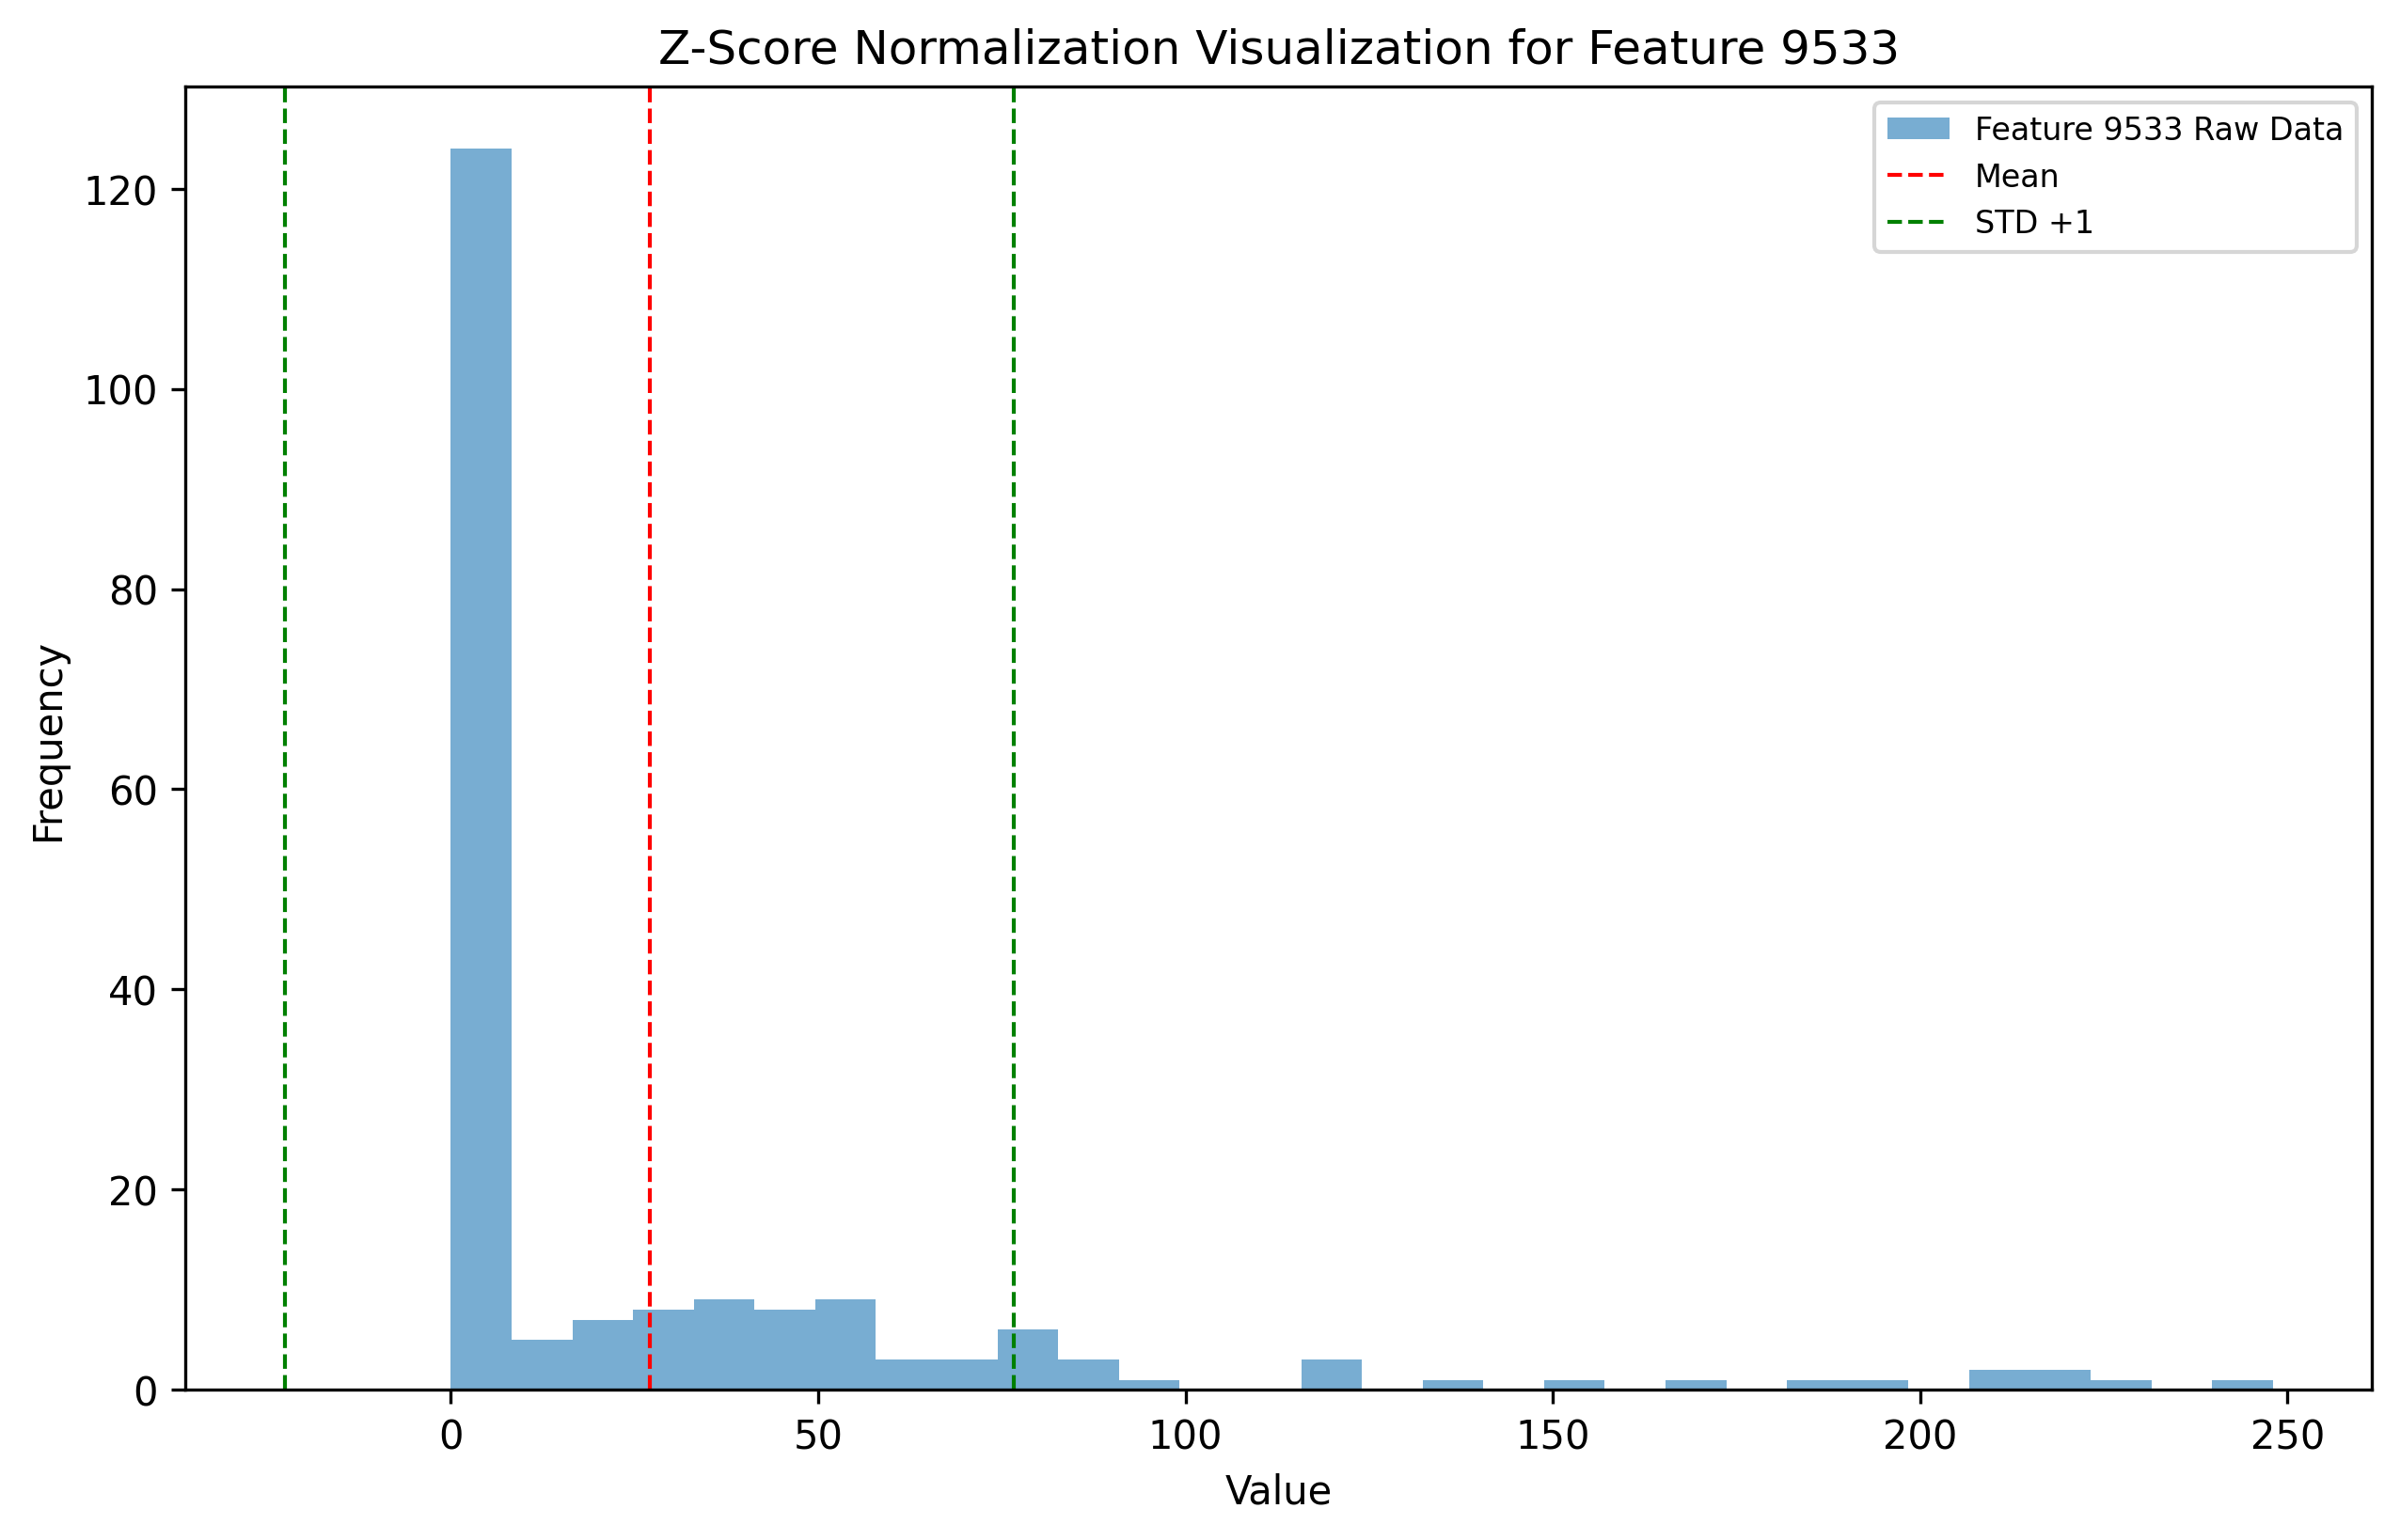 Z-Score Normalization Visualization for Feature 9533
Feature 9533 Raw Data
Mean
STD +1
Frequency
120
100
80
60
40
20
0
0 50 100 150 200 250
Value